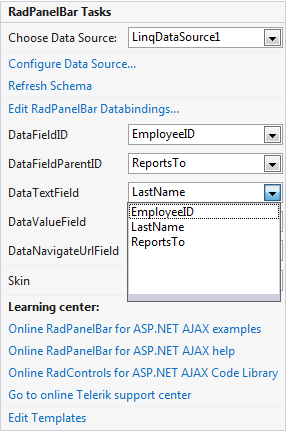 RadPanelBar Tasks
Choose Data Source: LinqDataSource1
Configure Data Source...
Refresh Schema
Edit RadPanelBar Databindings...
DataFieldID EmployeeID
DataFieldParentID ReportsTo
DataTextField LastName
EmployeeID
DataValueField LastName
ReportsTo
DataNavigateUrlField
Skin
Learning center:
Online RadPanelBar for ASP.NET AJAX examples
Online RadPanelBar for ASP.NET AJAX help
Online RadControls for ASP.NET AJAX Code Library
Go to online Telerik support center
Edit Templates